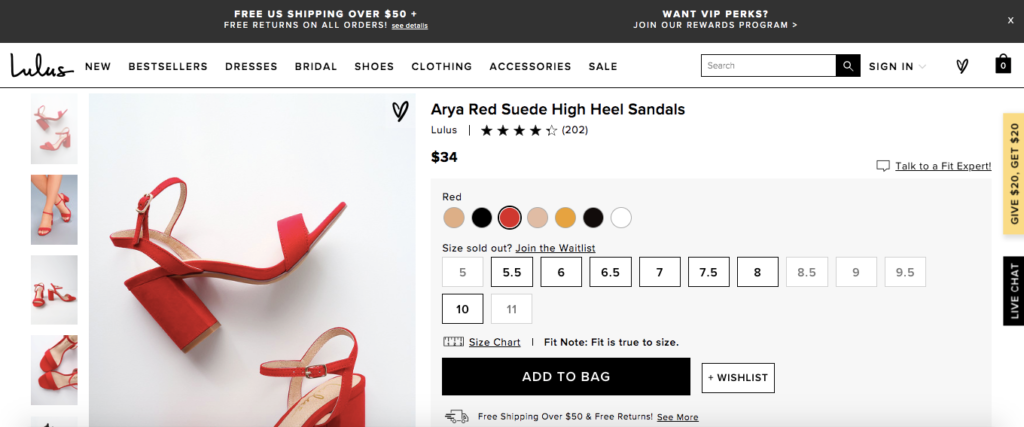 FREE US SHIPPING OVER $50 +
FREE RETURNS ON ALL ORDERS! see details
WANT VIP PERKS?
JOIN OUR REWARDS PROGRAM >
X
Lulus
NEW BESTSELLERS DRESSES BRIDAL SHOES CLOTHING ACCESSORIES SALE
Search
SIGN IN
0
Arya Red Suede High Heel Sandals
Lulus | (202)
$34
Talk to a Fit Expert!
GIVE $20, GET $20
Red
Size sold out? Join the Waitlist
5 5.5 6 6.5 7 7.5 8 8.5 9 9.5
10 11
LIVE CHAT
Size Chart | Fit Note: Fit is true to size.
ADD TO BAG
+ WISHLIST
Free Shipping Over $50 & Free Returns! See More